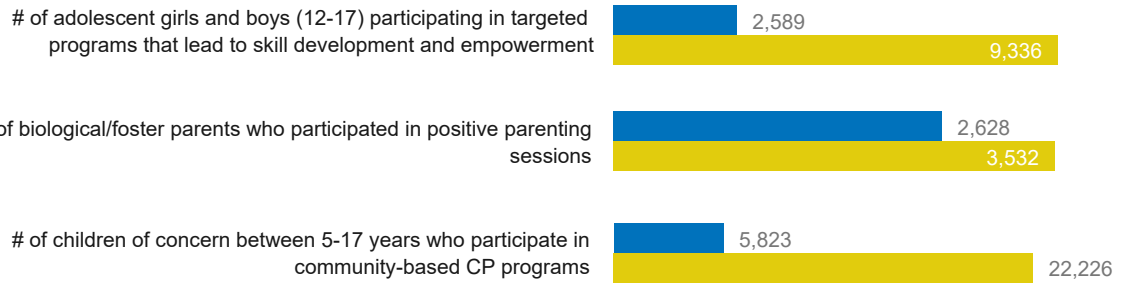 # of adolescent girls and boys (12-17) participating in targeted
programs that lead to skill development and empowerment
2,589
9,336
of biological/foster parents who participated in positive parenting
sessions
2,628
3,532
# of children of concern between 5-17 years who participate in
community-based CP programs
5,823
22,226